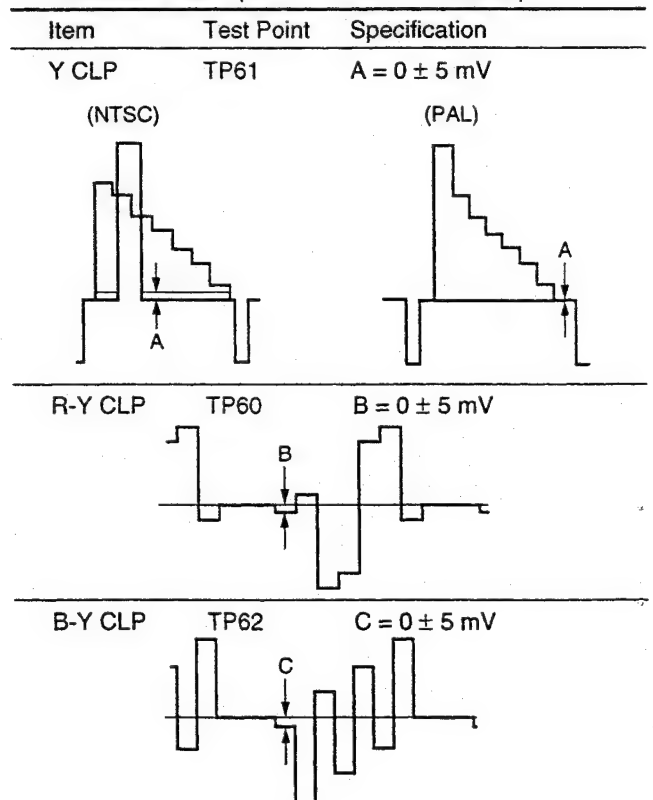 Item Test Point Specification
Y CLP TP61 A = 0 ± 5 mV
(NTSC) (PAL)
A
A
R-Y CLP TP60 B = 0 ± 5 mV
B
B-Y CLP TP62 C = 0 ± 5 mV
C